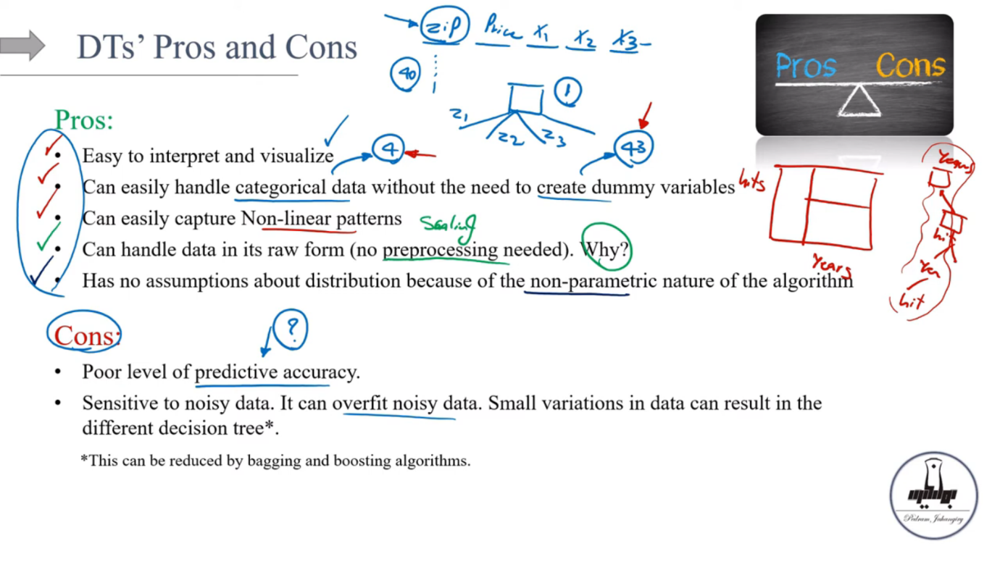 DTs’ Pros and Cons
zip Price X1 X2 X3
40
1
Z1 Z2 Z3
Pros Cons
Pros:
• Easy to interpret and visualize
4
43
• Can easily handle categorical data without the need to create dummy variables
• Can easily capture Non-linear patterns
Scaling
• Can handle data in its raw form (no preprocessing needed). Why?
• Has no assumptions about distribution because of the non-parametric nature of the algorithm
hits
Years
Years
hit
hit
Cons:
?
• Poor level of predictive accuracy.
• Sensitive to noisy data. It can overfit noisy data. Small variations in data can result in the
different decision tree*.
*This can be reduced by bagging and boosting algorithms.
Pedram, Jahangiry